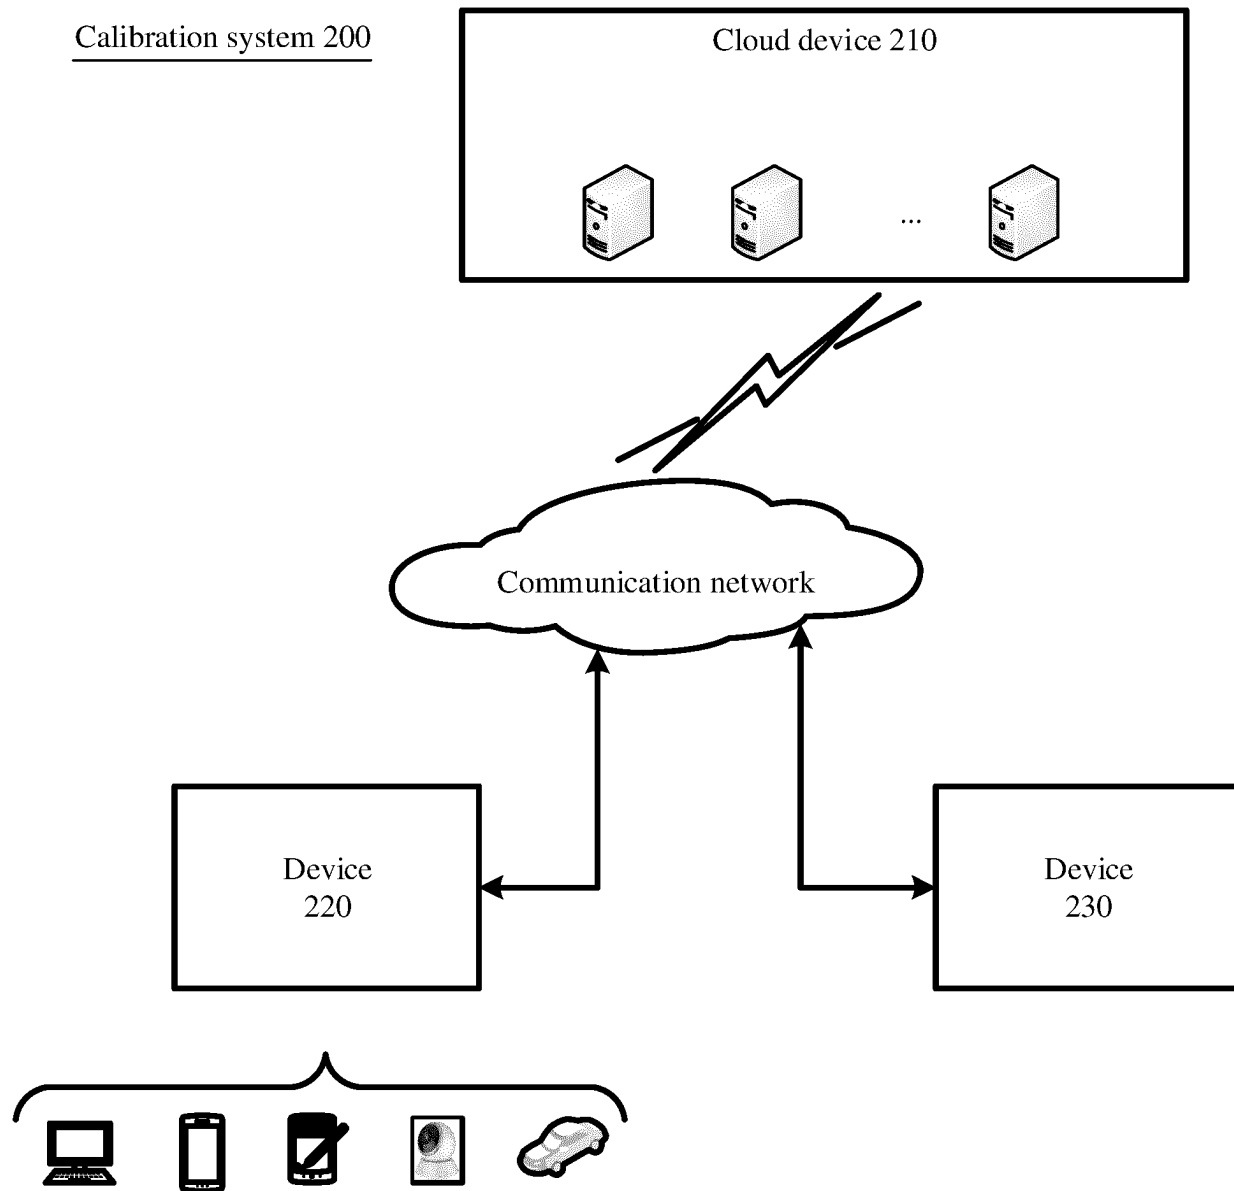 Calibration system 200
Cloud device 210
...
Communication network
Device
220
Device
230